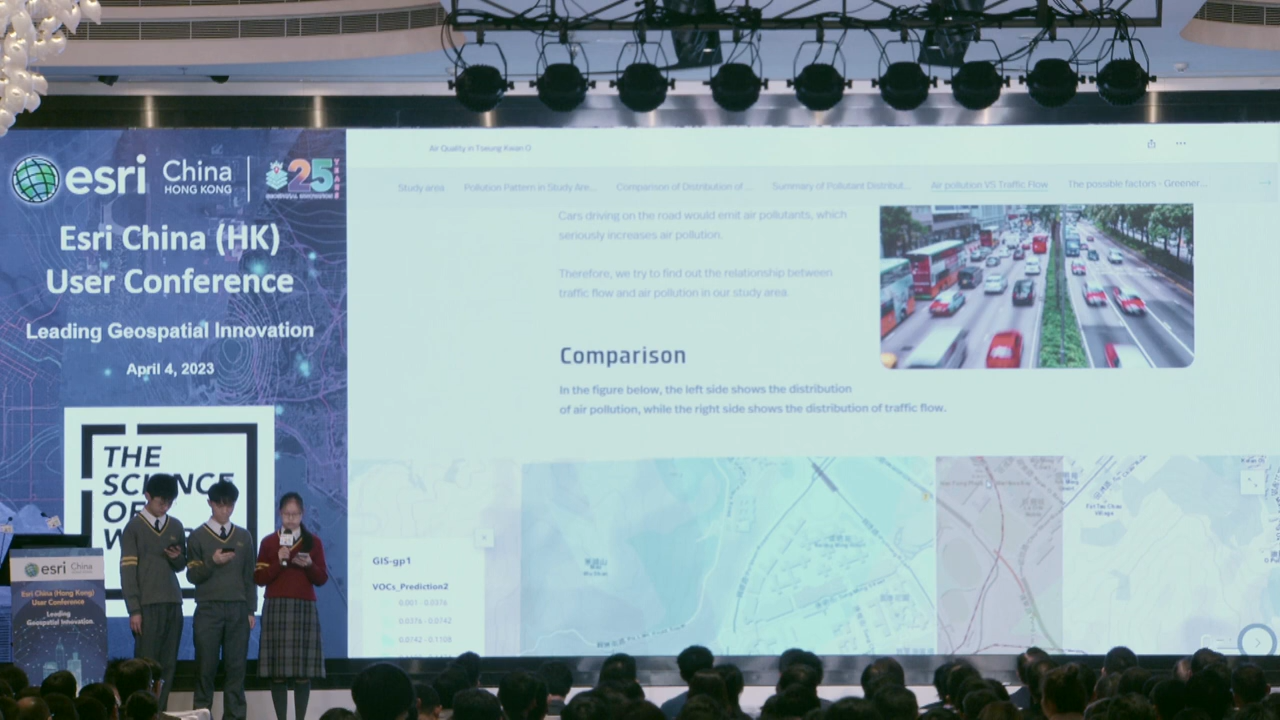 esri China
HONG KONG
25
YEARS
Esri China (HK)
User Conference
Leading Geospatial Innovation
April 4, 2023
THE
SCIENCE
OF
W
esri China
Esri China (Hong Kong)
User Conference
Leading
Geospatial Innovation.
Air Quality in Tseung Kwan O
Study area
Pollution Pattern in Study Are...
Comparison of Distribution of ...
Summary of Pollutant Distribut...
Air pollution VS Traffic Flow
The possible factors - Greener...
Cars driving on the road would emit air pollutants, which
seriously increases air pollution.
Therefore, we try to find out the relationship between
traffic flow and air pollution in our study area.
Comparison
In the figure below, the left side shows the distribution
of air pollution, while the right side shows the distribution of traffic flow.
GIS-gp1
VOCs_Prediction2
0.001 - 0.0376
0.0376 - 0.0742
0.0742 - 0.1108